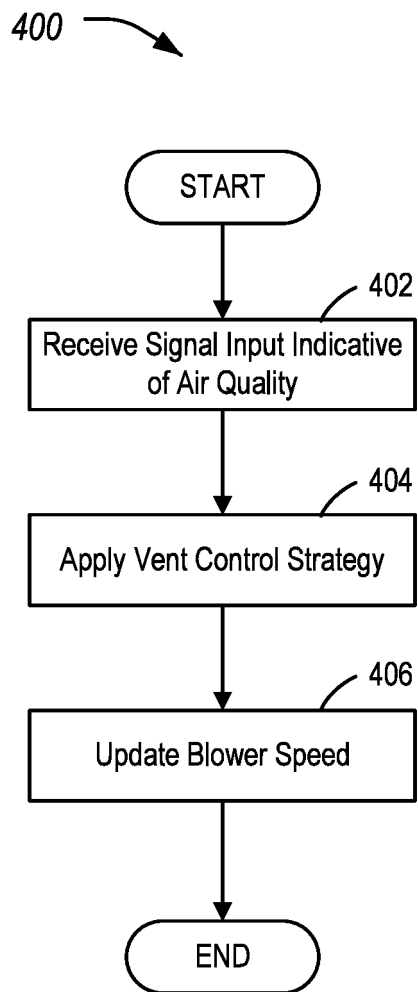 400
START
402
Receive Signal Input Indicative
of Air Quality
404
Apply Vent Control Strategy
406
Update Blower Speed
END